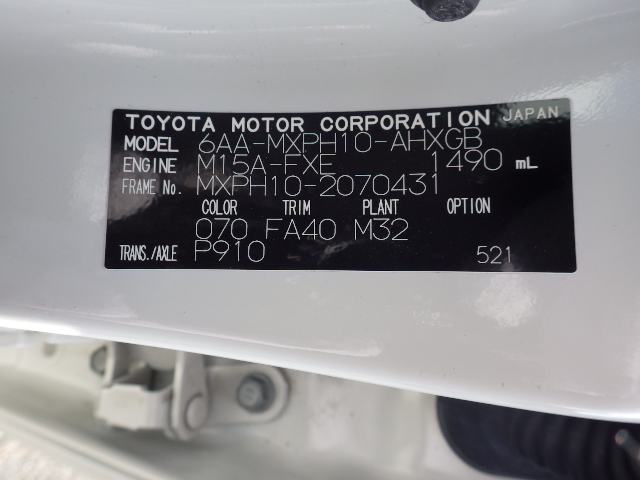 TOYOTA MOTOR CORPORATION JAPAN
MODEL 6AA-MXPH10-AHXGB
ENGINE M15A-FXE 1490 mL
FRAME No. MXPH10-2070431
COLOR TRIM PLANT OPTION
070 FA40 M32
TRANS./AXLE P910 521